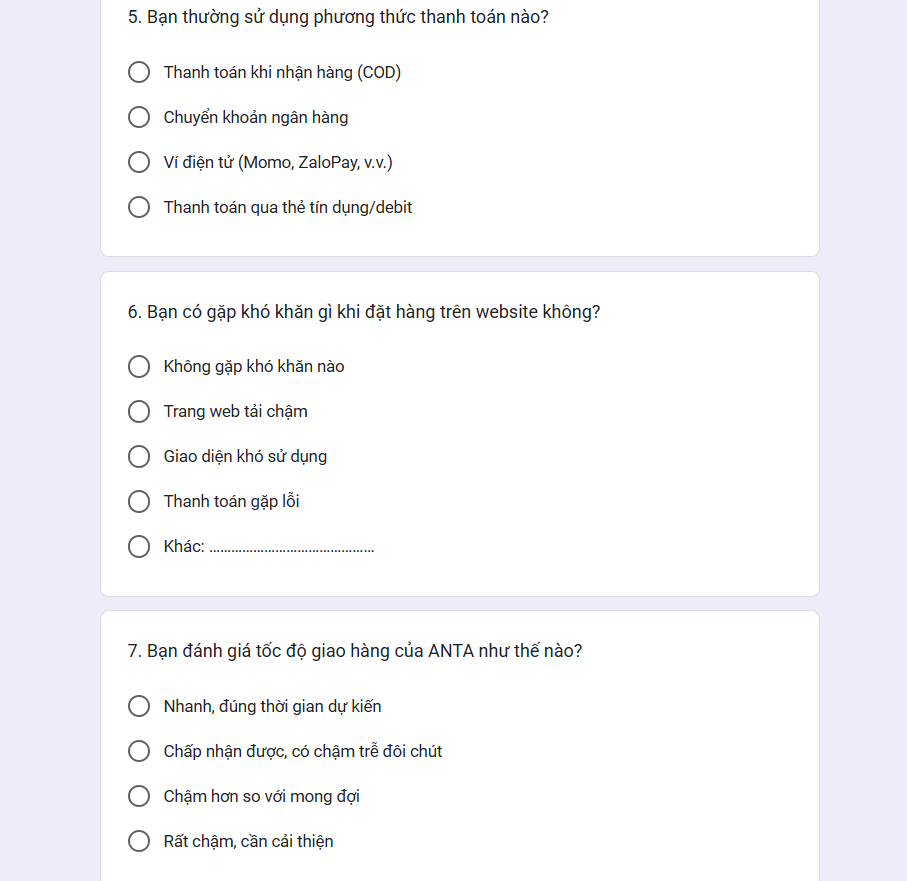 5. Bạn thường sử dụng phương thức thanh toán nào?
Thanh toán khi nhận hàng (COD)
Chuyển khoản ngân hàng
Ví điện tử (Momo, ZaloPay, v.v.)
Thanh toán qua thẻ tín dụng/debit
6. Bạn có gặp khó khăn gì khi đặt hàng trên website không?
Không gặp khó khăn nào
Trang web tải chậm
Giao diện khó sử dụng
Thanh toán gặp lỗi
Khác: .............................................
7. Bạn đánh giá tốc độ giao hàng của ANTA như thế nào?
Nhanh, đúng thời gian dự kiến
Chấp nhận được, có chậm trễ đôi chút
Chậm hơn so với mong đợi
Rất chậm, cần cải thiện